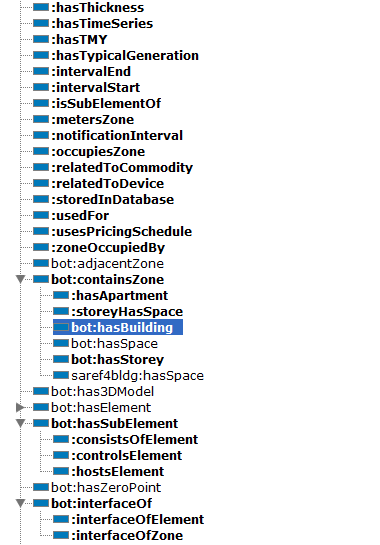 :hasThickness
:hasTimeSeries
:hasTMY
:hasTypicalGeneration
:intervalEnd
:intervalStart
:isSubElementOf
:metersZone
:notificationInterval
:occupiesZone
:relatedToCommodity
:relatedToDevice
:storedInDatabase
:usedFor
:usesPricingSchedule
:zoneOccupiedBy
bot:adjacentZone
bot:containsZone
:hasApartment
:storeyHasSpace
bot:hasBuilding
bot:hasSpace
bot:hasStorey
saref4bldg:hasSpace
bot:has3DModel
bot:hasElement
bot:hasSubElement
:consistsOfElement
:controlsElement
:hostsElement
bot:hasZeroPoint
bot:interfaceOf
:interfaceOfElement
:interfaceOfZone